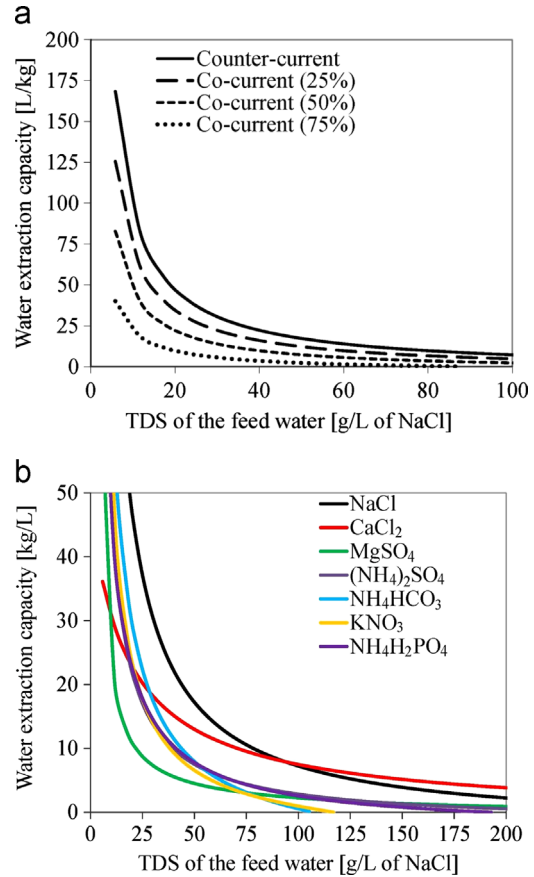 a
Water extraction capacity [L/kg]
200
175
150
125
100
75
50
25
0
Counter-current
Co-current (25%)
Co-current (50%)
Co-current (75%)
0 20 40 60 80 100
TDS of the feed water [g/L of NaCl]
b
Water extraction capacity [kg/L]
50
40
30
20
10
0
NaCl
CaCl₂
MgSO₄
(NH₄)₂SO₄
NH₄HCO₃
KNO₃
NH₄H₂PO₄
0 25 50 75 100 125 150 175 200
TDS of the feed water [g/L of NaCl]